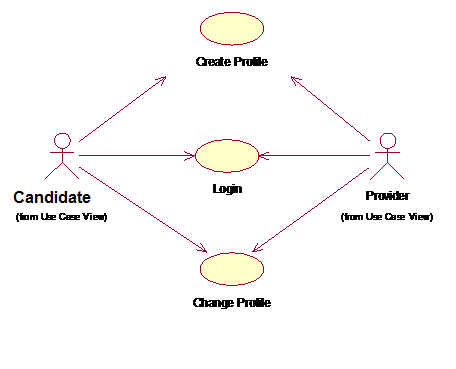 Create Profile
Login
Candidate
(from Use Case View)
Provider
(from Use Case View)
Change Profile